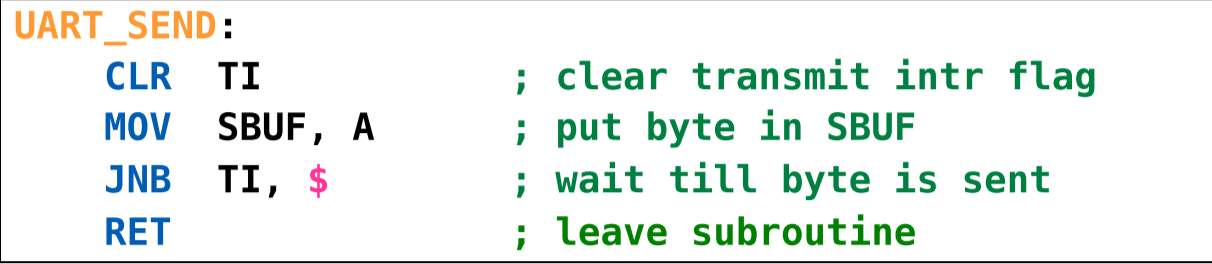 UART_SEND:
CLR TI ; clear transmit intr flag
MOV SBUF, A ; put byte in SBUF
JNB TI, $ ; wait till byte is sent
RET ; leave subroutine